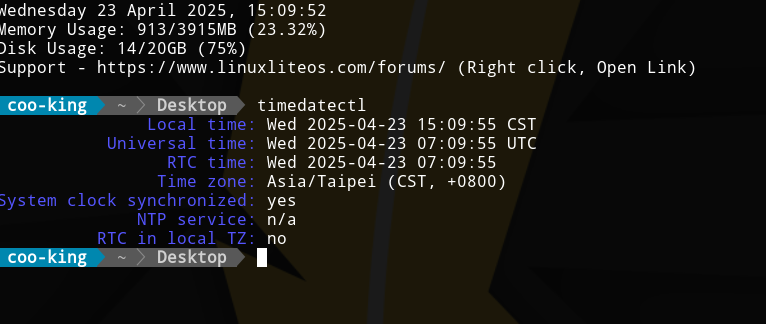 Wednesday 23 April 2025, 15:09:52
Memory Usage: 913/3915MB (23.32%)
Disk Usage: 14/20GB (75%)
Support - https://www.linuxliteos.com/forums/ (Right click, Open Link)
coo-king ~ Desktop timedatectl
Local time: Wed 2025-04-23 15:09:55 CST
Universal time: Wed 2025-04-23 07:09:55 UTC
RTC time: Wed 2025-04-23 07:09:55
Time zone: Asia/Taipei (CST, +0800)
System clock synchronized: yes
NTP service: n/a
RTC in local TZ: no
coo-king ~ Desktop